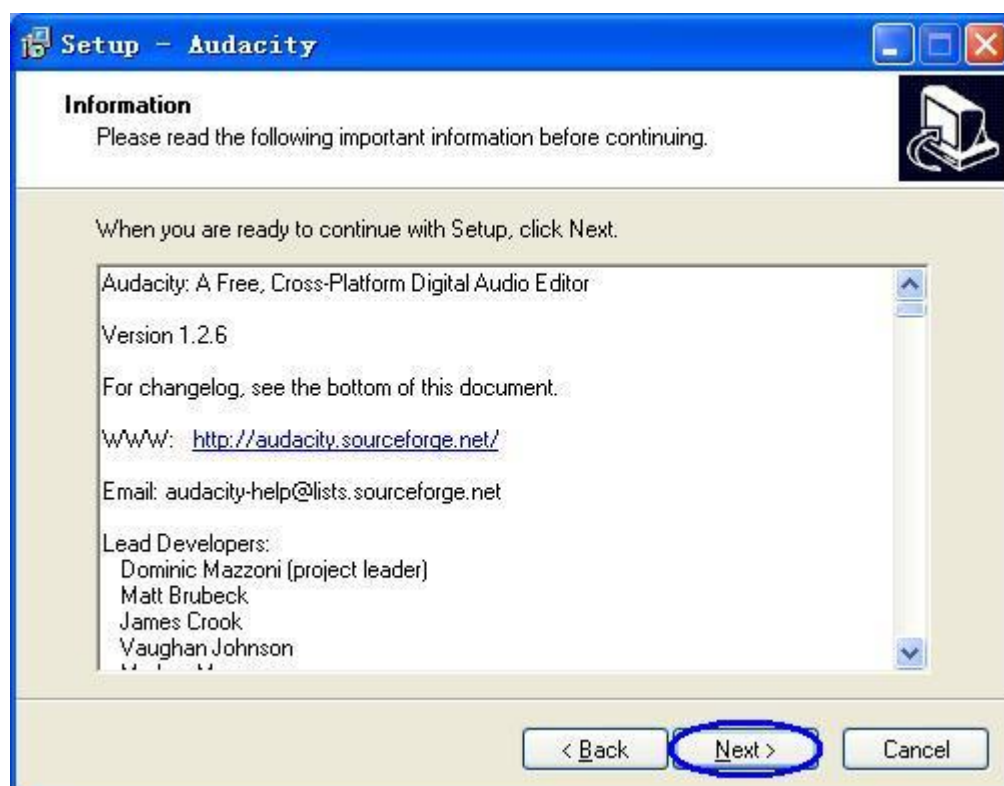 Setup - Audacity
Information
Please read the following important information before continuing.
When you are ready to continue with Setup, click Next.
Audacity: A Free, Cross-Platform Digital Audio Editor
Version 1.2.6
For changelog, see the bottom of this document.
WWW: http://audacity.sourceforge.net/
Email: audacity-help@lists.sourceforge.net
Lead Developers:
Dominic Mazzoni (project leader)
Matt Brubeck
James Crook
Vaughan Johnson
< Back Next > Cancel